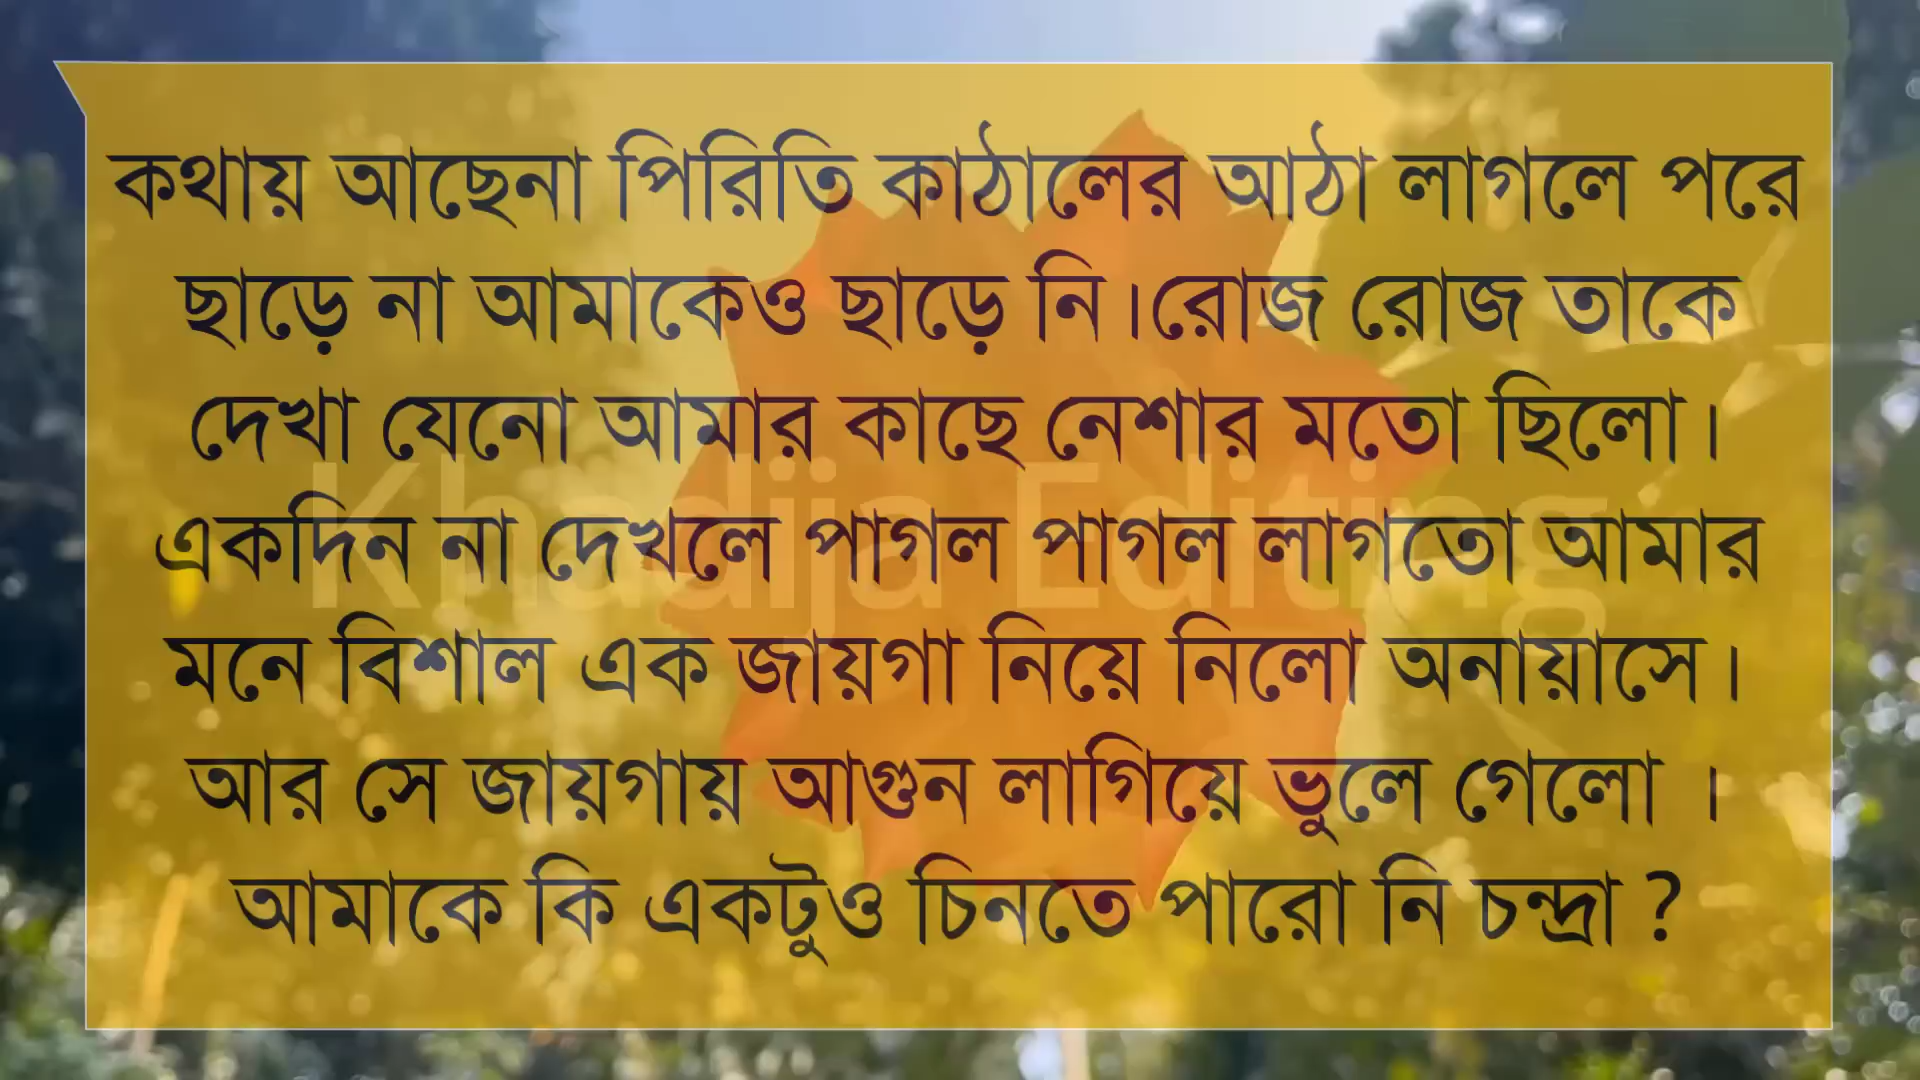 কথায় আছেনা পিরিতি কাঠালের আঠা লাগলে পরে
ছাড়ে না আমাকেও ছাড়ে নি।রোজ রোজ তাকে
দেখা যেনো আমার কাছে নেশার মতো ছিলো।
একদিন না দেখলে পাগল পাগল লাগতো আমার
মনে বিশাল এক জায়গা নিয়ে নিলো অনায়াসে।
আর সে জায়গায় আগুন লাগিয়ে ভুলে গেলো ।
আমাকে কি একটুও চিনতে পারো নি চন্দ্রা ?
Khadija Editing